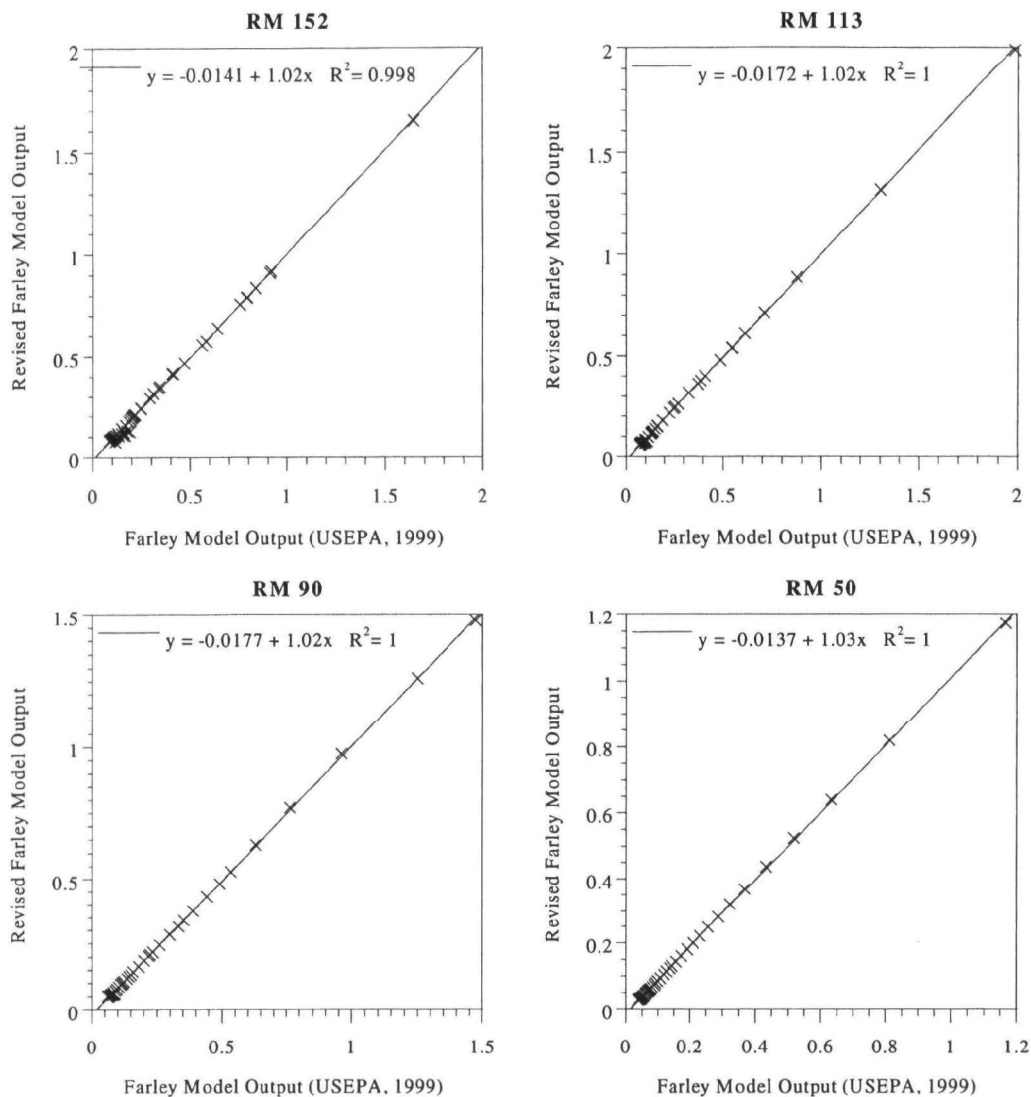 RM 152
y = -0.0141 + 1.02x R²= 0.998
2
1.5
1
0.5
0
0 0.5 1 1.5 2
Revised Farley Model Output
Farley Model Output (USEPA, 1999)
RM 113
y = -0.0172 + 1.02x R²= 1
2
1.5
1
0.5
0
0 0.5 1 1.5 2
Revised Farley Model Output
Farley Model Output (USEPA, 1999)
RM 90
y = -0.0177 + 1.02x R²= 1
1.5
1
0.5
0
0 0.5 1 1.5
Revised Farley Model Output
Farley Model Output (USEPA, 1999)
RM 50
y = -0.0137 + 1.03x R²= 1
1.2
1
0.8
0.6
0.4
0.2
0
0 0.2 0.4 0.6 0.8 1 1.2
Revised Farley Model Output
Farley Model Output (USEPA, 1999)